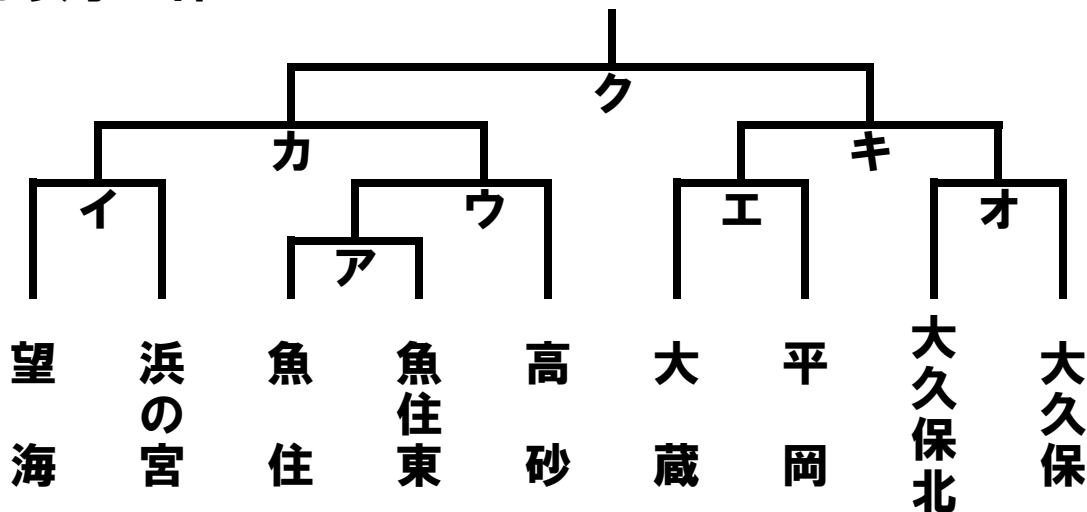 ク
カ
キ
イ
ウ
エ
オ
ア
望海
浜の宮
魚住
魚住東
高砂
大蔵
平岡
大久保北
大久保